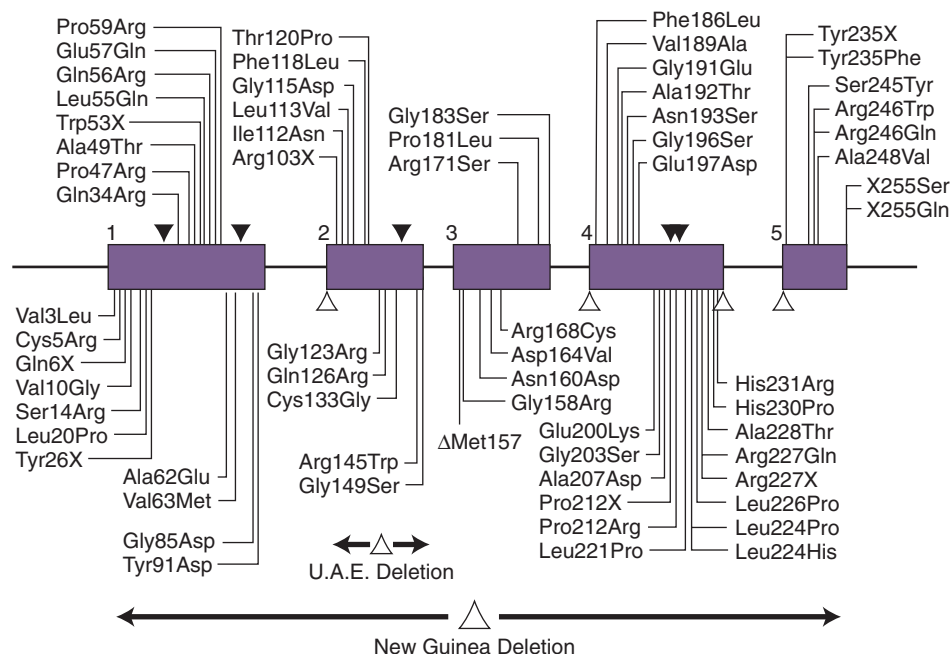 Pro59Arg
Glu57Gln
Gln56Arg
Leu55Gln
Trp53X
Ala49Thr
Pro47Arg
Gln34Arg
Thr120Pro
Phe118Leu
Gly115Asp
Leu113Val
Ile112Asn
Arg103X
Gly183Ser
Pro181Leu
Arg171Ser
Phe186Leu
Val189Ala
Gly191Glu
Ala192Thr
Asn193Ser
Gly196Ser
Glu197Asp
Tyr235X
Tyr235Phe
Ser245Tyr
Arg246Trp
Arg246Gln
Ala248Val
X255Ser
X255Gln
1 2 3 4 5
Val3Leu
Cys5Arg
Gln6X
Val10Gly
Ser14Arg
Leu20Pro
Tyr26X
Ala62Glu
Val63Met
Gly85Asp
Tyr91Asp
Gly123Arg
Gln126Arg
Cys133Gly
Arg145Trp
Gly149Ser
Arg168Cys
Asp164Val
Asn160Asp
Gly158Arg
ΔMet157
Glu200Lys
Gly203Ser
Ala207Asp
Pro212X
Pro212Arg
Leu221Pro
His231Arg
His230Pro
Ala228Thr
Arg227Gln
Arg227X
Leu226Pro
Leu224Pro
Leu224His
U.A.E. Deletion
New Guinea Deletion